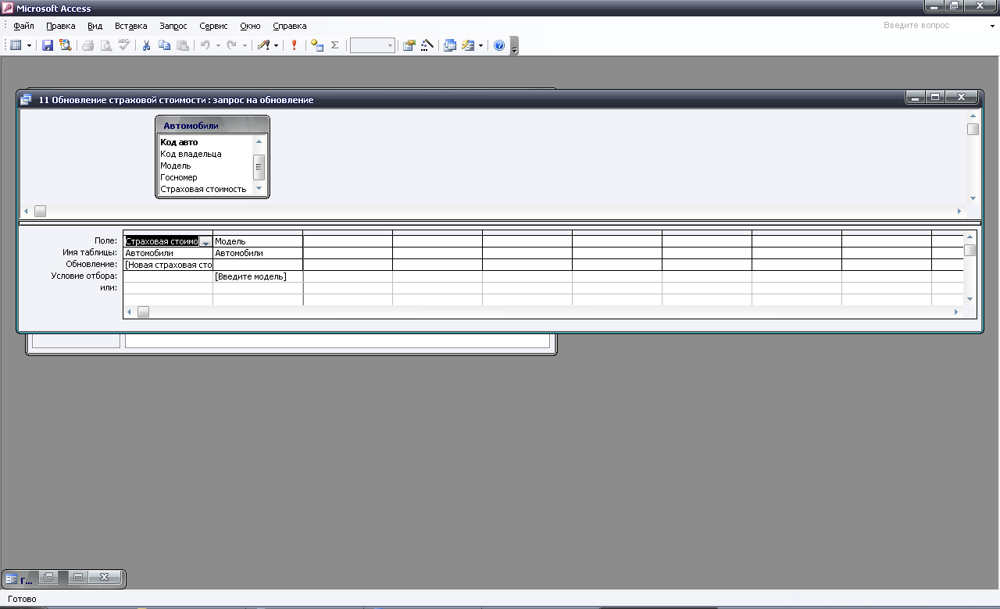 Microsoft Access
Файл Правка Вид Вставка Запрос Сервис Окно Справка Введите вопрос
11 Обновление страховой стоимости : запрос на обновление
Автомобили
Код авто
Код владельца
Модель
Госномер
Страховая стоимость
Поле: Страховая стоимо Модель
Имя таблицы: Автомобили Автомобили
Обновление: [Новая страховая сто
Условие отбора: [Введите модель]
или:
Г...
Готово